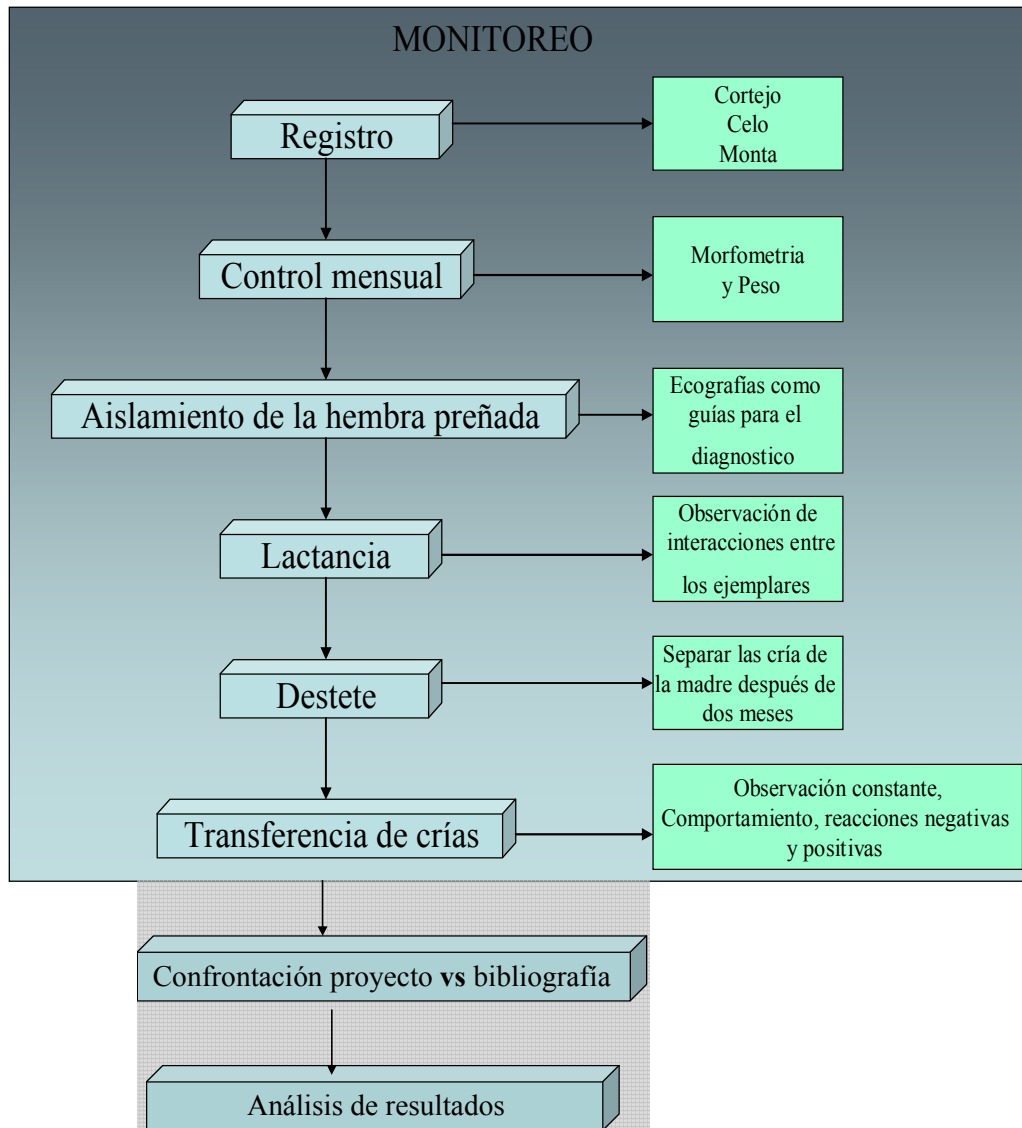 MONITOREO
Registro
Cortejo
Celo
Monta
Control mensual
Morfometria
y Peso
Aislamiento de la hembra preñada
Ecografías como
guías para el
diagnostico
Lactancia
Observación de
interacciones entre
los ejemplares
Destete
Separar las cría de
la madre después de
dos meses
Transferencia de crías
Observación constante,
Comportamiento, reacciones negativas
y positivas
Confrontación proyecto vs bibliografía
Análisis de resultados